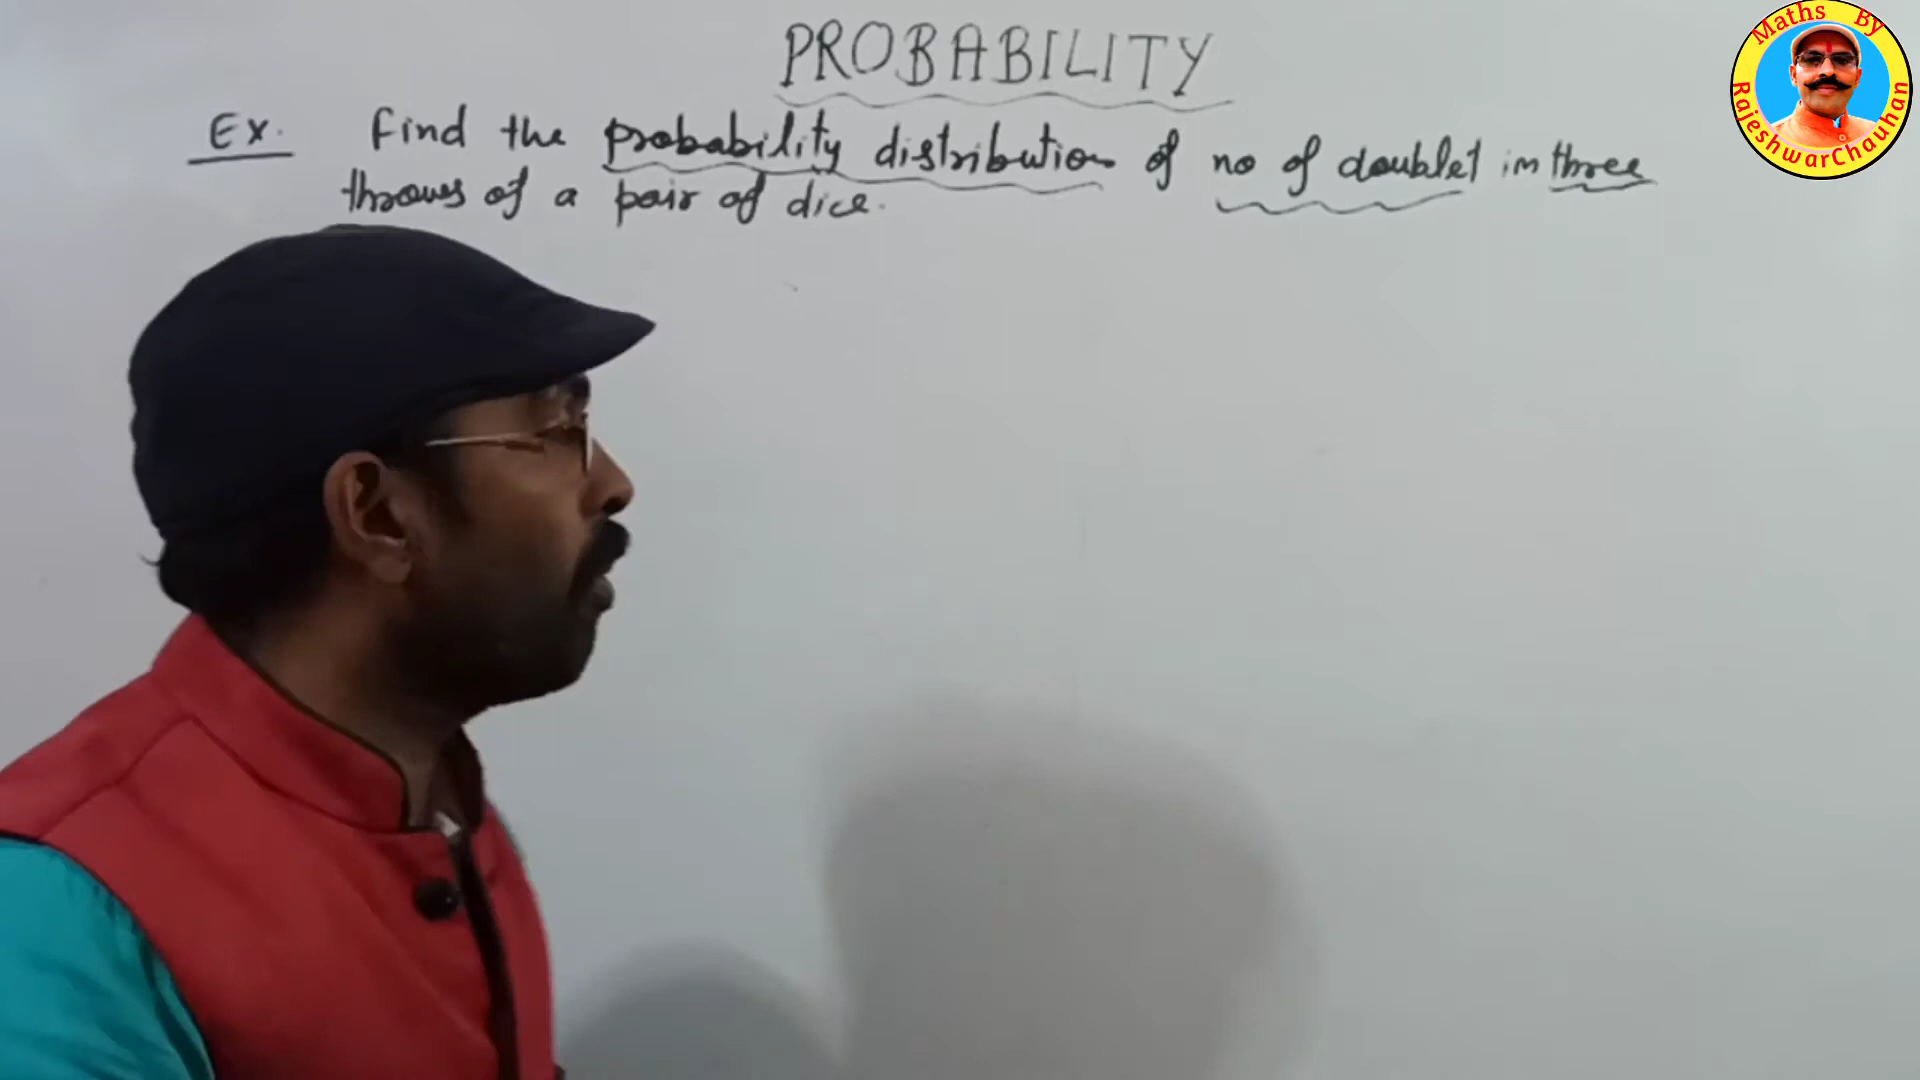 PROBABILITY
Ex. Find the probability distribution of no of doublet in three
throws of a pair of dice.
Maths By
RajeshwarChauhan